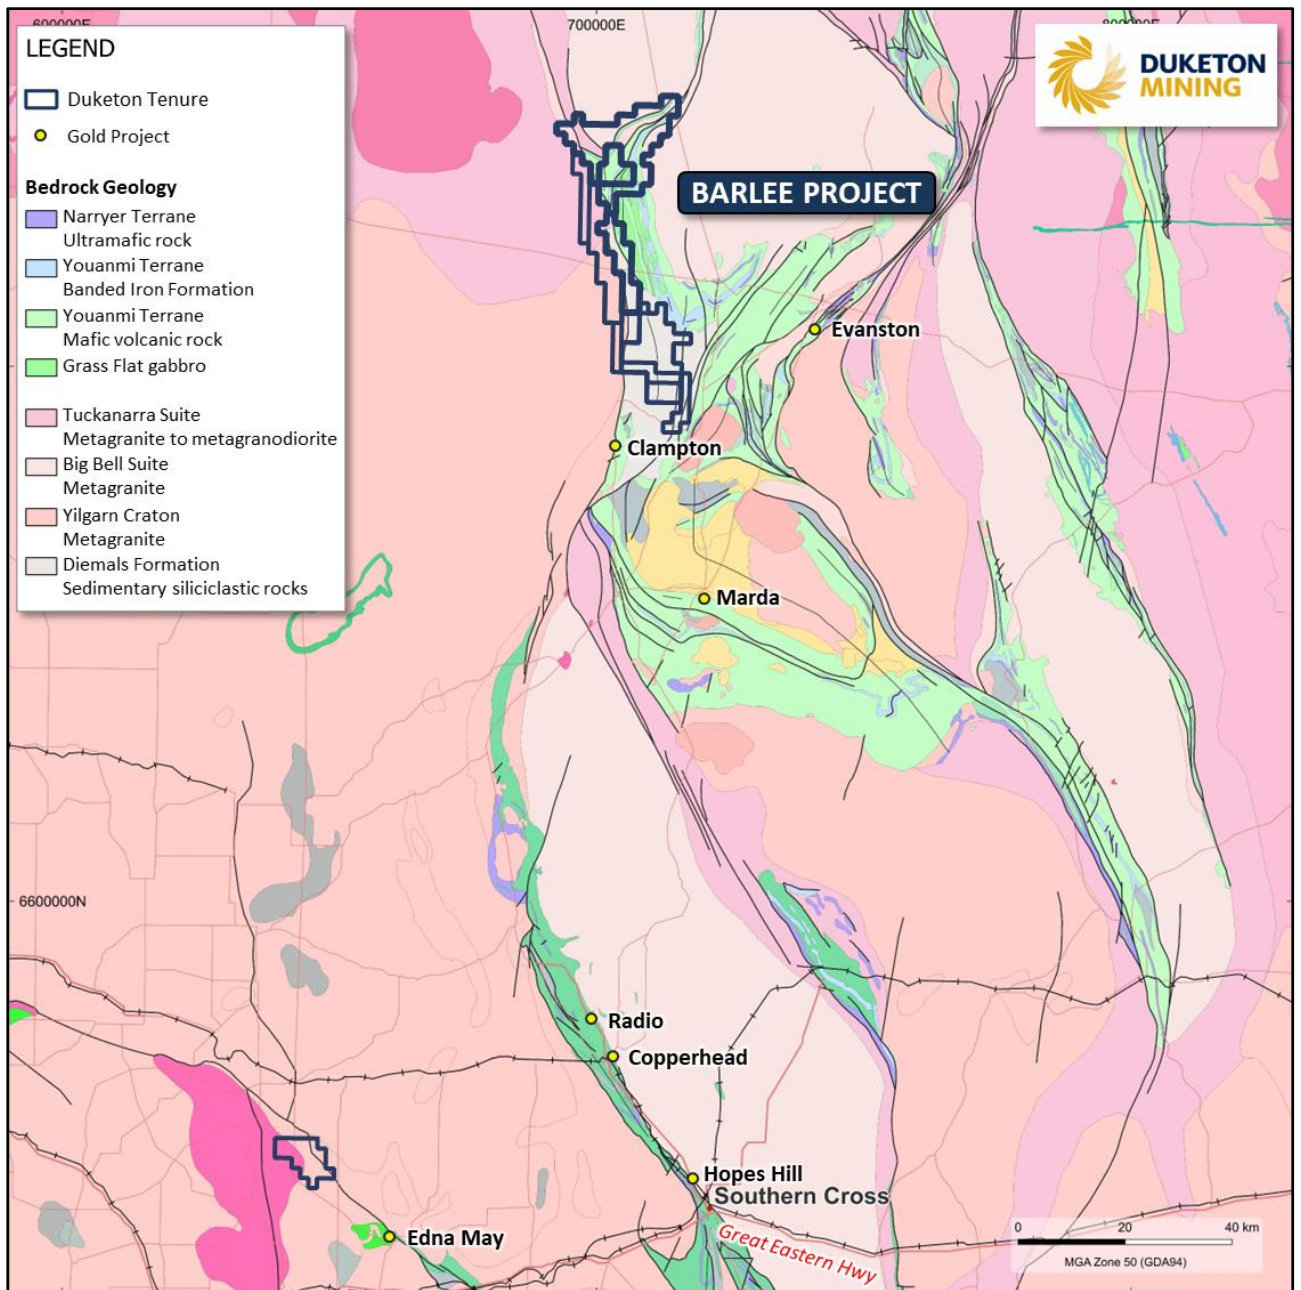 600000E
700000E
800000E
LEGEND
Duketon Tenure
Gold Project
Bedrock Geology
Narryer Terrane
Ultramafic rock
Youanmi Terrane
Banded Iron Formation
Youanmi Terrane
Mafic volcanic rock
Grass Flat gabbro
Tuckanarra Suite
Metagranite to metagranodiorite
Big Bell Suite
Metagranite
Yilgarn Craton
Metagranite
Diemals Formation
Sedimentary siliciclastic rocks
DUKETON
MINING
BARLEE PROJECT
Evanston
Clampton
Marda
6600000N
Radio
Copperhead
Hopes Hill
Southern Cross
Great Eastern Hwy
Edna May
0 20 40 km
MGA Zone 50 (GDA94)